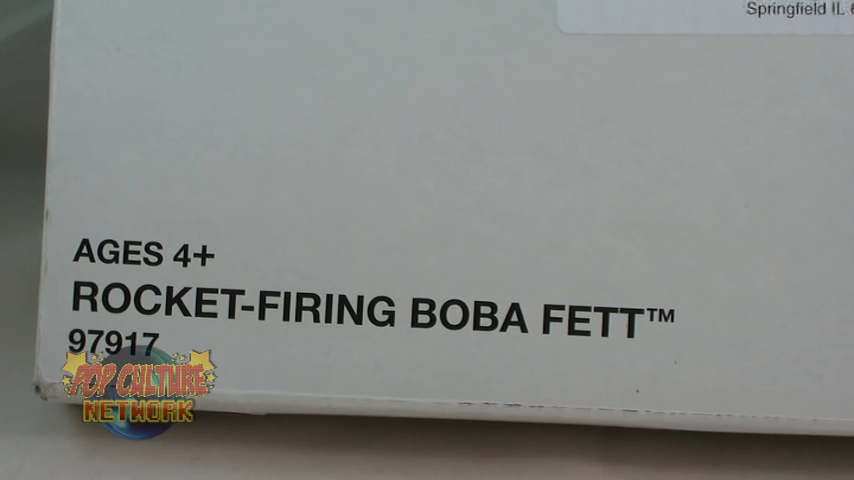 Springfield IL
AGES 4+
ROCKET-FIRING BOBA FETT™
97917
POP CULTURE
NETWORK